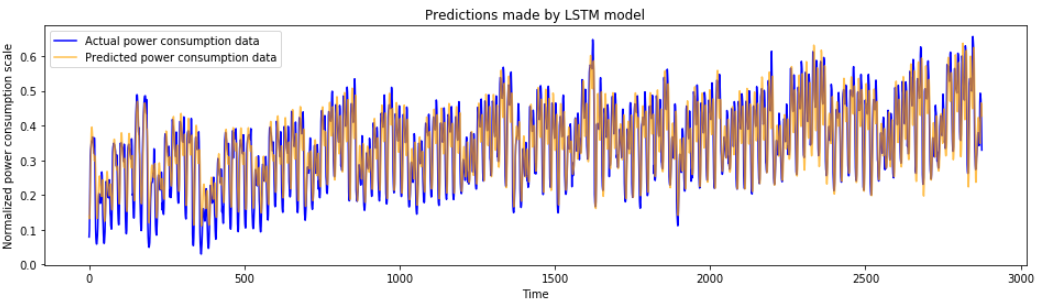 Predictions made by LSTM model
Normalized power consumption scale
Actual power consumption data
Predicted power consumption data
0.6
0.5
0.4
0.3
0.2
0.1
0.0
0 500 1000 1500 2000 2500 3000
Time